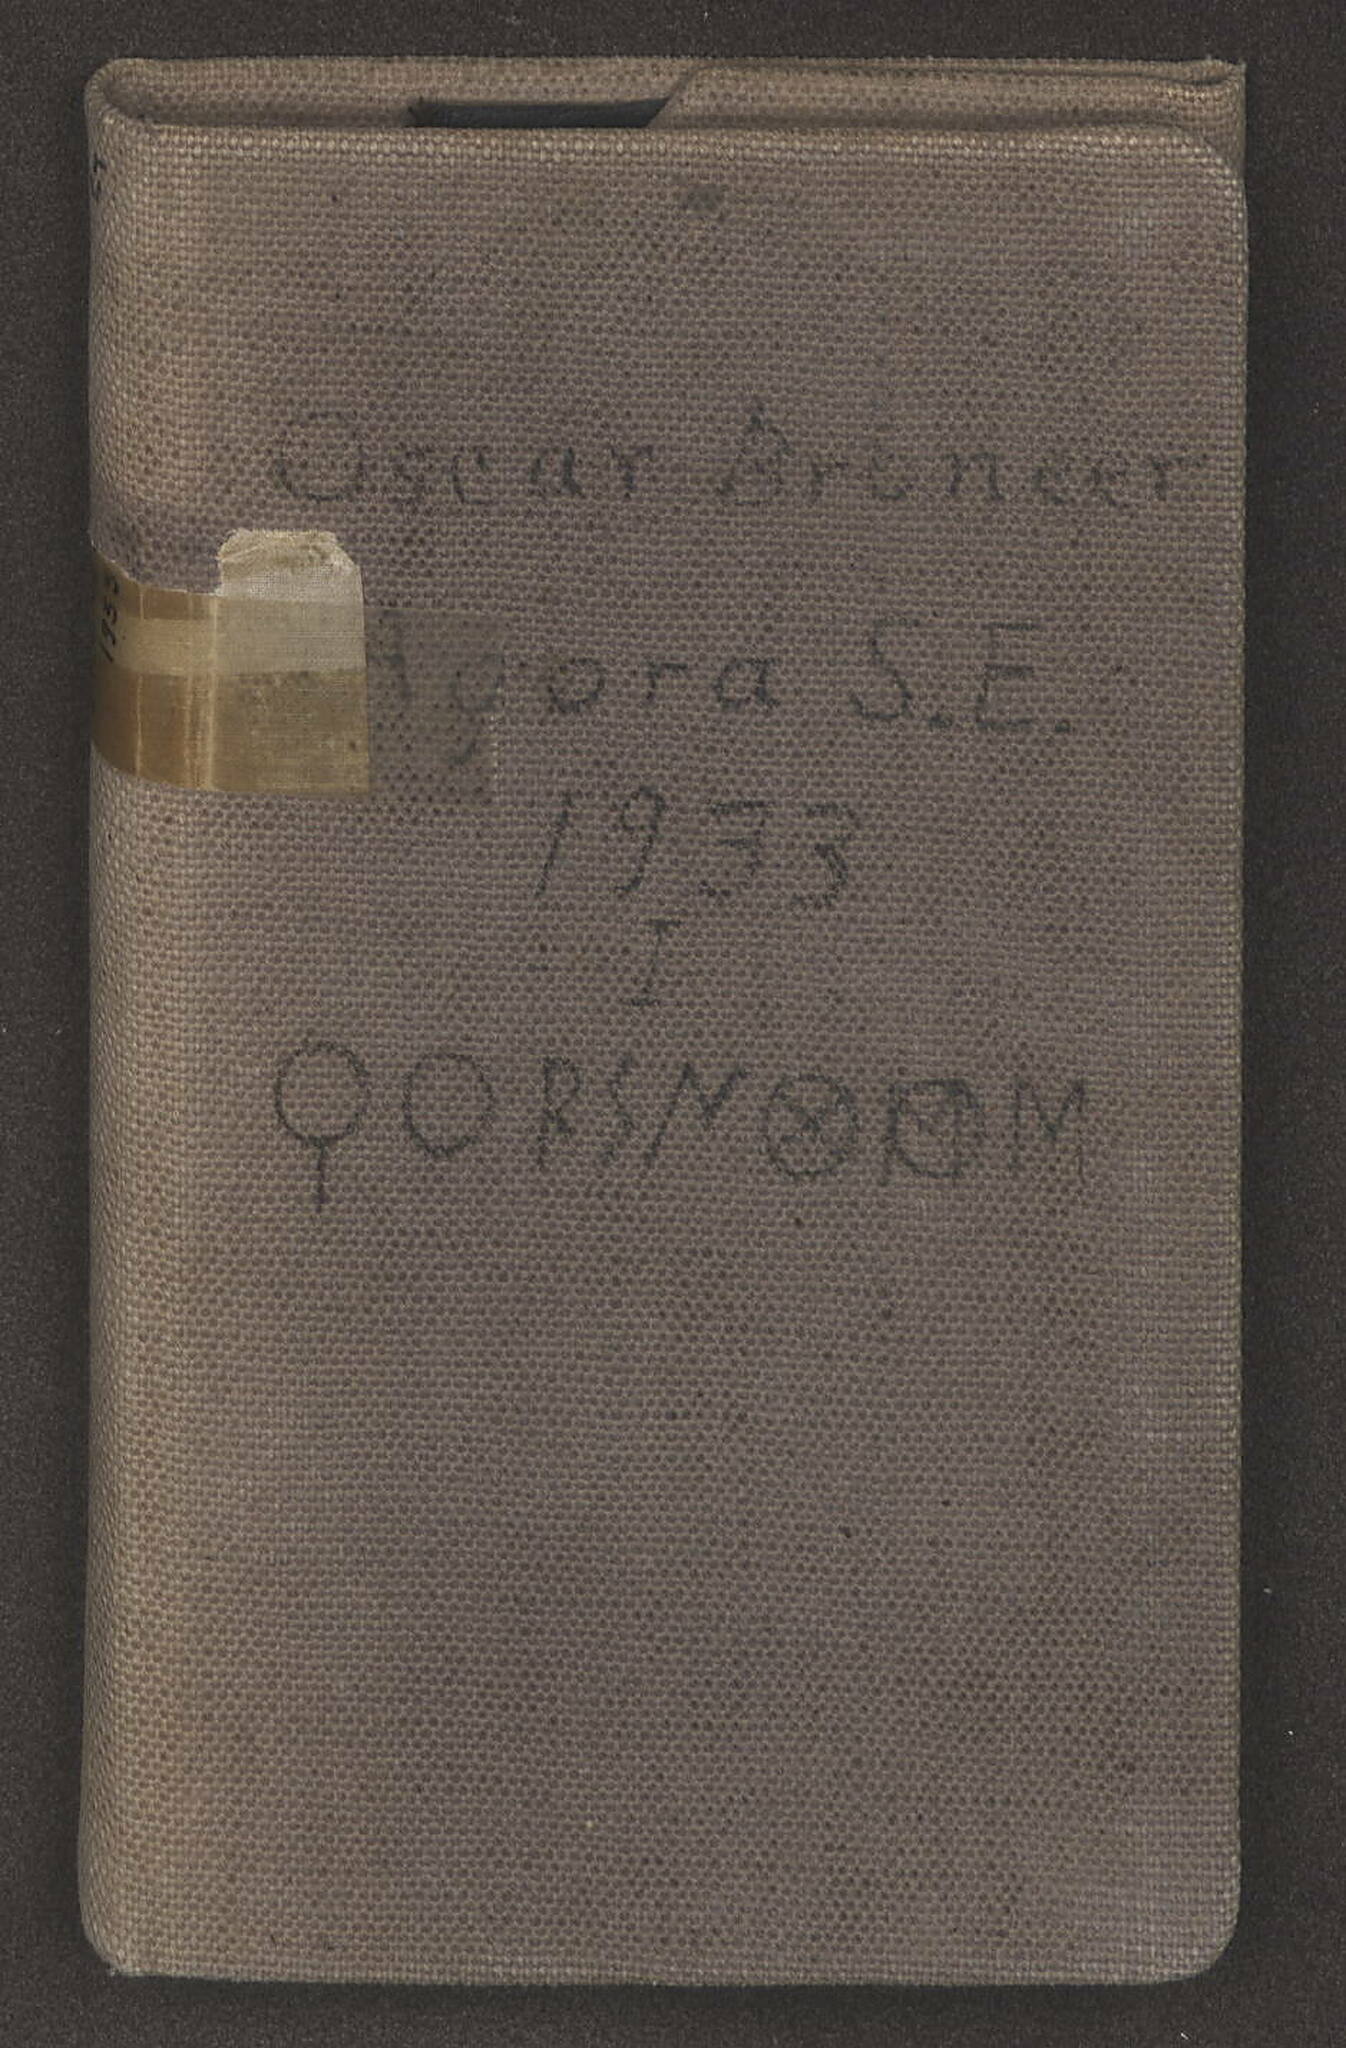 Oscar Broneer
Agora S.E.
1933
I